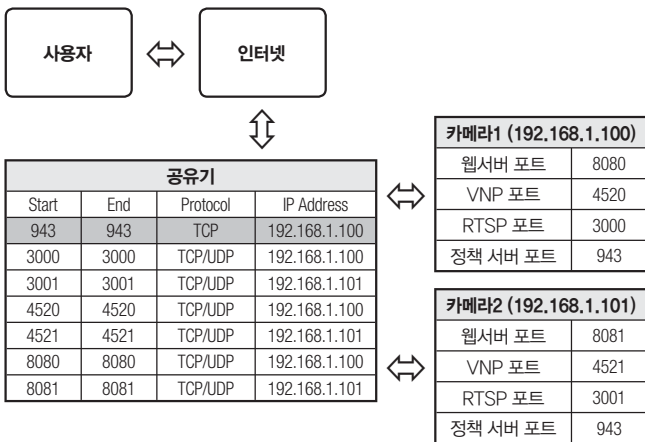 사용자
인터넷
공유기
Start End Protocol IP Address
943 943 TCP 192.168.1.100
3000 3000 TCP/UDP 192.168.1.100
3001 3001 TCP/UDP 192.168.1.101
4520 4520 TCP/UDP 192.168.1.100
4521 4521 TCP/UDP 192.168.1.101
8080 8080 TCP/UDP 192.168.1.100
8081 8081 TCP/UDP 192.168.1.101
카메라1 (192.168.1.100)
웹서버 포트 8080
VNP 포트 4520
RTSP 포트 3000
정책 서버 포트 943
카메라2 (192.168.1.101)
웹서버 포트 8081
VNP 포트 4521
RTSP 포트 3001
정책 서버 포트 943